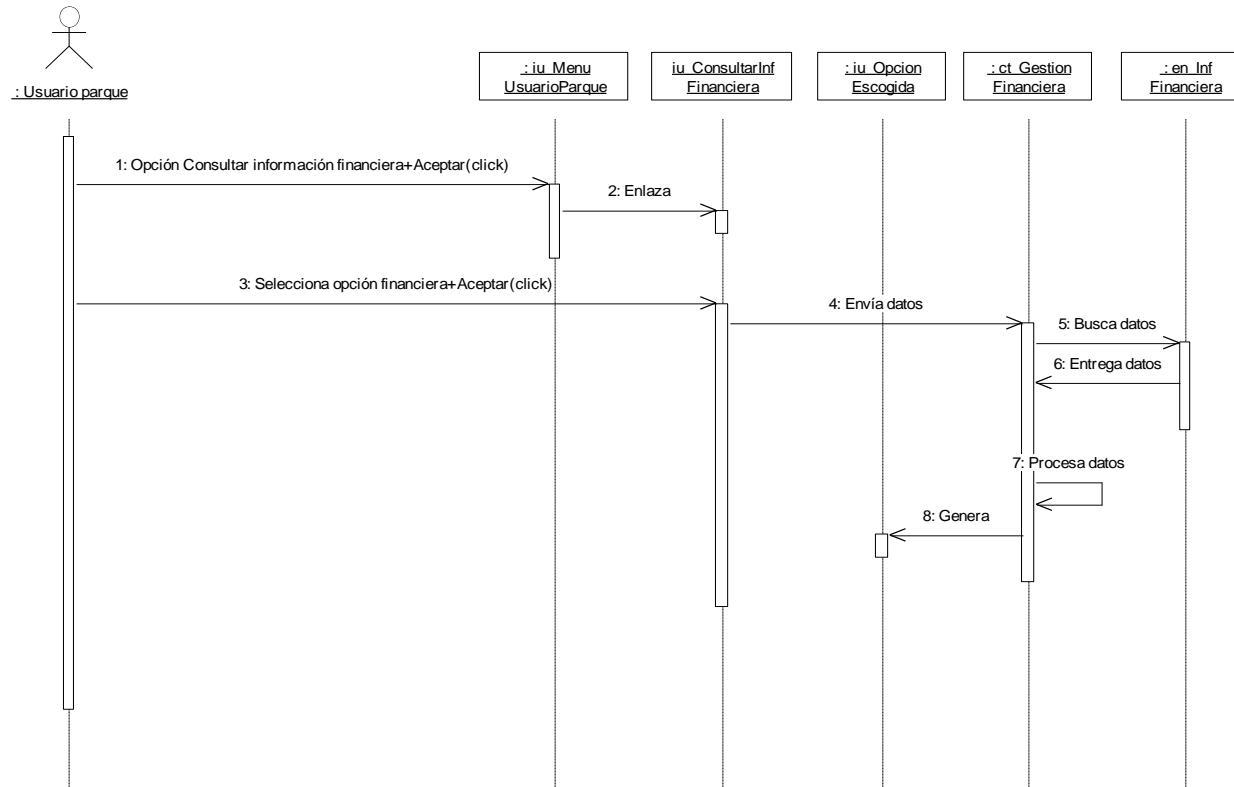 : Usuario parque
: iu_Menu
UsuarioParque
iu_ConsultarInf
Financiera
: iu_Opcion
Escogida
: ct_Gestion
Financiera
: en_Inf
Financiera
1: Opción Consultar información financiera+Aceptar(click)
2: Enlaza
3: Selecciona opción financiera+Aceptar(click)
4: Envía datos
5: Busca datos
6: Entrega datos
7: Procesa datos
8: Genera